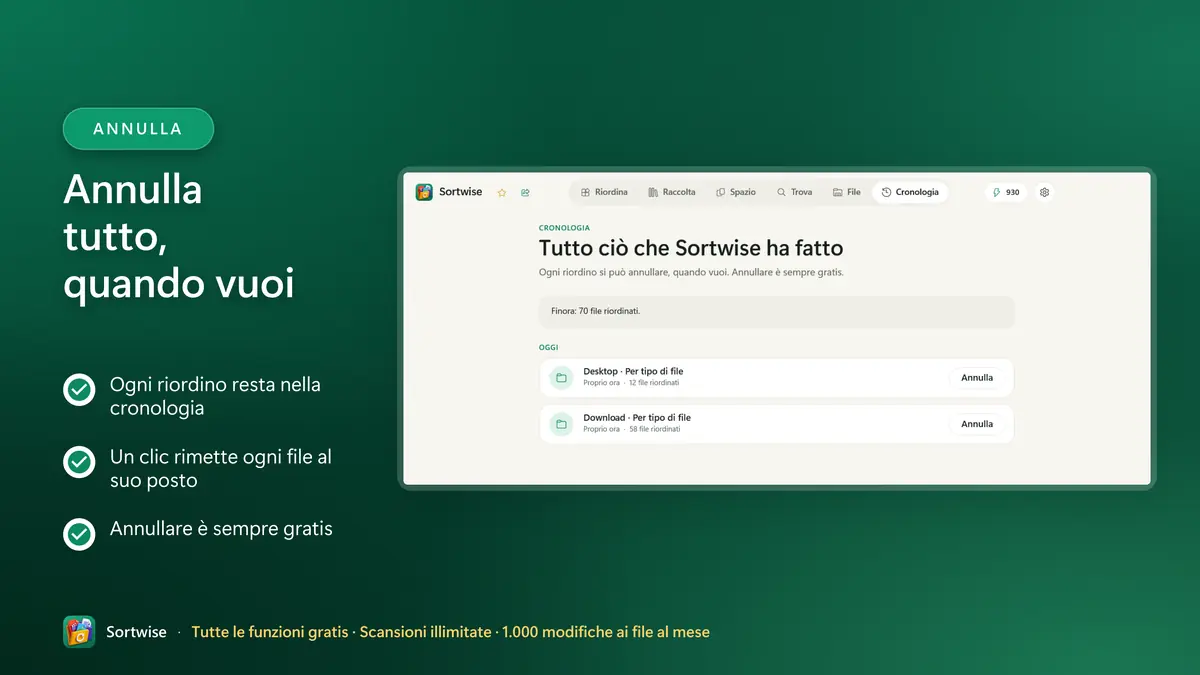 ANNULLA
Annulla
tutto,
quando vuoi
Ogni riordino resta nella
cronologia
Un clic rimette ogni file al
suo posto
Annullare è sempre gratis
Sortwise
Riordina
Raccolta
Spazio
Trova
File
Cronologia
930
CRONOLOGIA
Tutto ciò che Sortwise ha fatto
Ogni riordino si può annullare, quando vuoi. Annullare è sempre gratis.
Finora: 70 file riordinati.
OGGI
Desktop · Per tipo di file
Proprio ora · 12 file riordinati
Annulla
Download · Per tipo di file
Proprio ora · 58 file riordinati
Annulla
Sortwise · Tutte le funzioni gratis · Scansioni illimitate · 1.000 modifiche ai file al mese